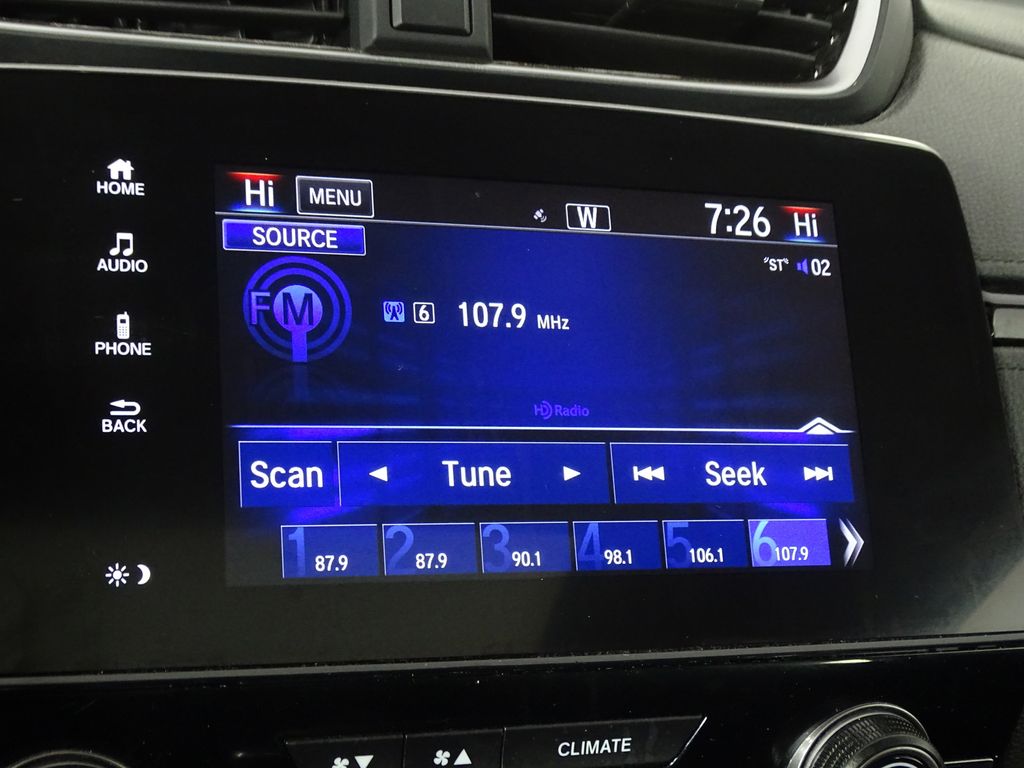 Hi MENU W 7:26 Hi
SOURCE
"ST" 02
FM
6 107.9 MHz
HD Radio
Scan Tune Seek
1 87.9 2 87.9 3 90.1 4 98.1 5 106.1 6 107.9
HOME
AUDIO
PHONE
BACK
CLIMATE